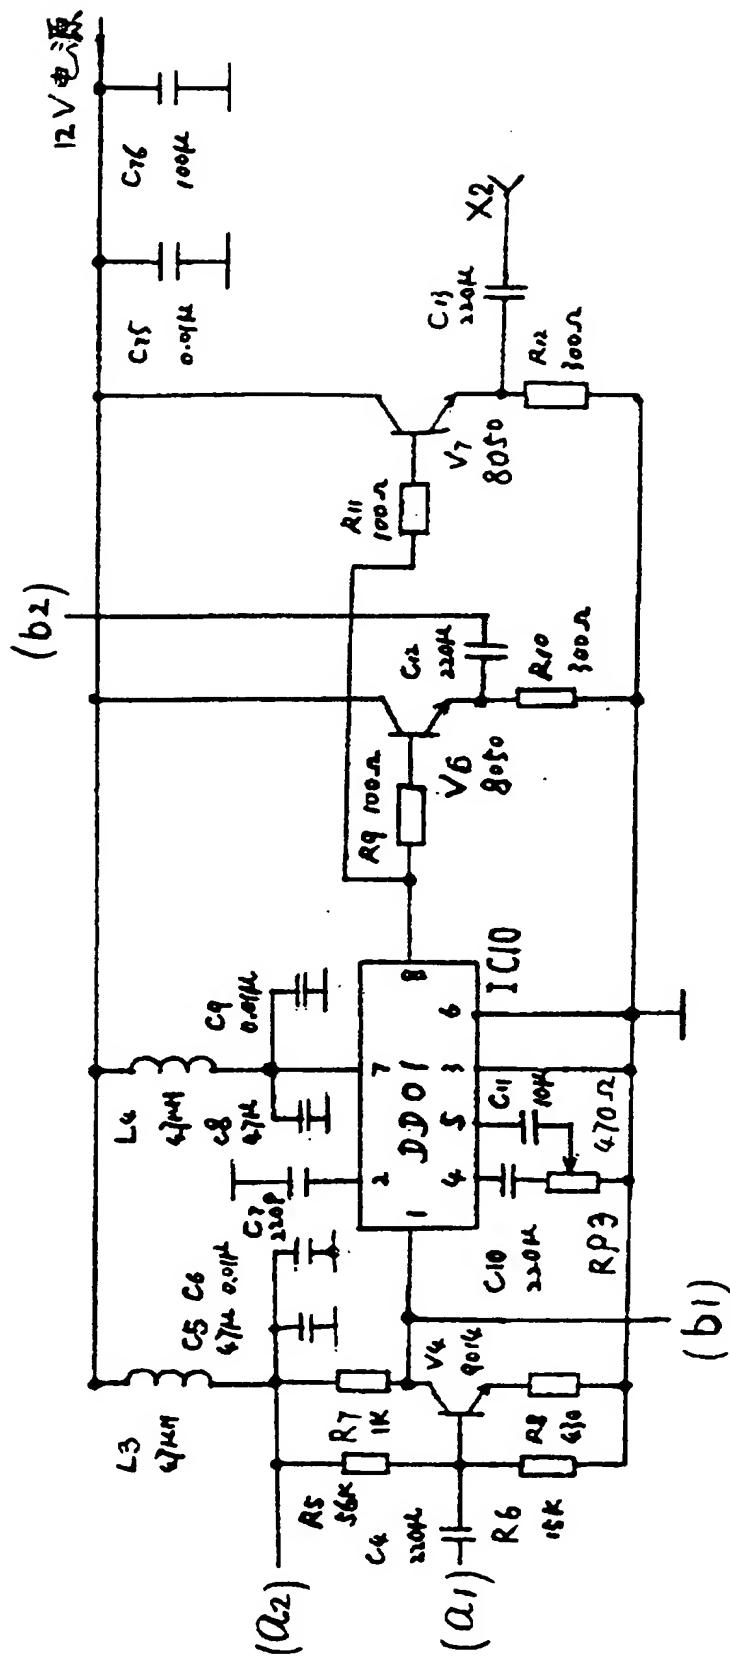 12V电源
C76
100μ
C75
0.01μ
X2
C13
220μ
R12
300Ω
V7
8050
R11
100Ω
(b2)
C12
220μ
R10
300Ω
V6
8050
R9 100Ω
IC10
DD01
1
2
3
4
5
6
7
8
C9
0.01μ
L4
47μH
C8
47μ
C7
220P
C11
10μ
470Ω
RP3
C10
220μ
C5 C6
47μ 0.01μ
(b1)
V4
9014
L3
47μH
R7
1K
R8
430
R5
56K
R6
15K
C4
220μ
(a2)
(a1)